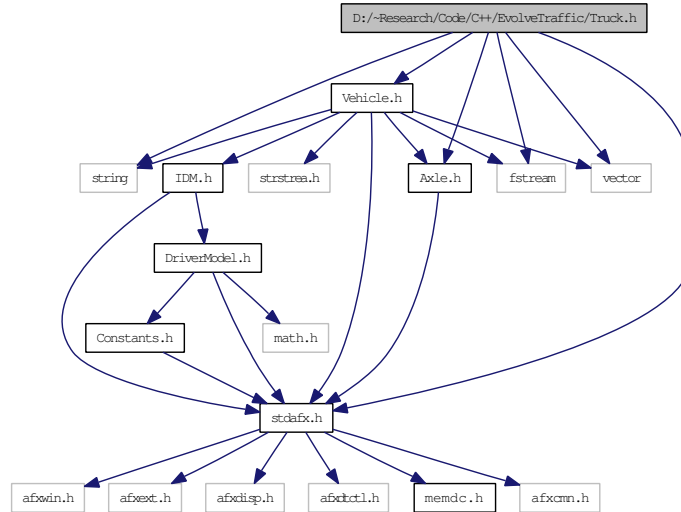 D:/~Research/Code/C++/EvolveTraffic/Truck.h
Vehicle.h
string
IDM.h
strstrea.h
Axle.h
fstream
vector
DriverModel.h
Constants.h
math.h
stdafx.h
afxwin.h
afxext.h
afxdisp.h
afxdtctl.h
memdc.h
afxcmn.h